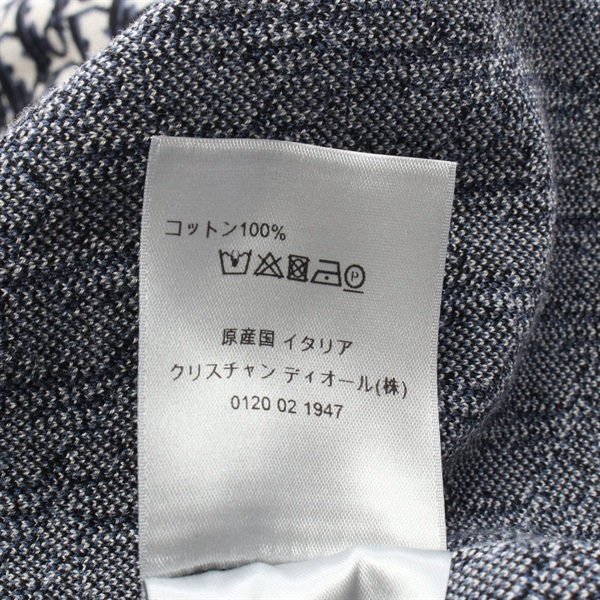 コットン100%
P
原産国 イタリア
クリスチャン ディオール(株)
0120 02 1947